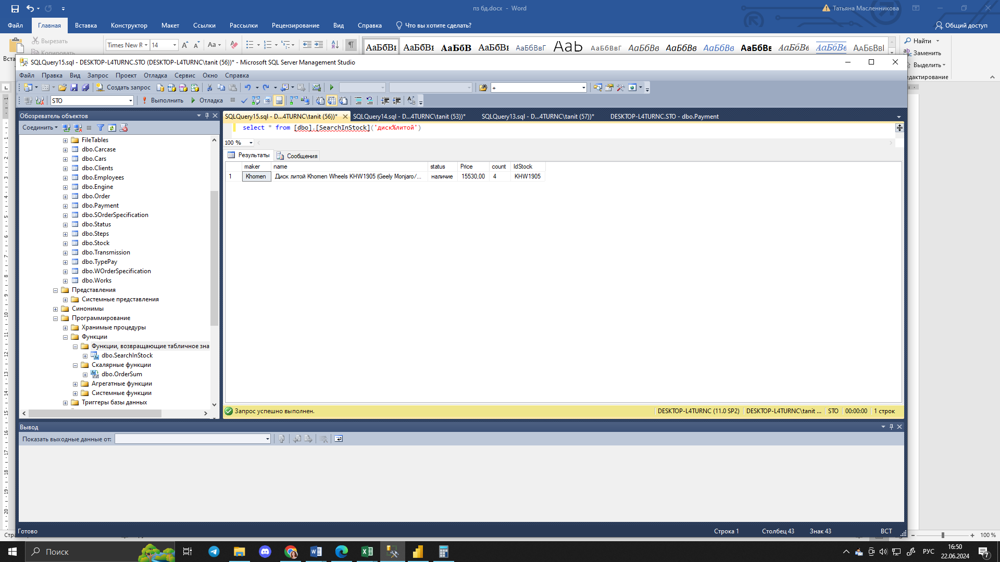 пз бд.docx - Word
Татьяна Масленникова
Файл Главная Вставка Конструктор Макет Ссылки Рассылки Рецензирование Вид Справка Что вы хотите сделать? Общий доступ
Вырезать
Times New R 14 Aa
АаБбВ АаБбВ АаБбВ АаБбВ АаБбВвГ Aab АаБбВвГ АаБбВв АаБбВв АаБбВв АаБбВв АаБбВв АаБбВв
Найти
Заменить
Выделить
SQLQuery15.sql - DESKTOP-L4TURNC.STO (DESKTOP-L4TURNC\tanit (56))* - Microsoft SQL Server Management Studio
Файл Правка Вид Запрос Проект Отладка Сервис Окно Справка
Создать запрос
+
STO
Выполнить Отладка
Обозреватель объектов
Соединить
FileTables
dbo.Carcase
dbo.Cars
dbo.Clients
dbo.Employees
dbo.Engine
dbo.Order
dbo.Payment
dbo.SOrderSpecification
dbo.Status
dbo.Steps
dbo.Stock
dbo.Transmission
dbo.TypePay
dbo.WOrderSpecification
dbo.Works
Представления
Системные представления
Синонимы
Программирование
Хранимые процедуры
Функции
Функции, возвращающие табличное зна
dbo.SearchInStock
Скалярные функции
dbo.OrderSum
Агрегатные функции
Системные функции
Триггеры базы данных
SQLQuery15.sql - D...4TURNC\tanit (56))* SQLQuery14.sql - D...4TURNC\tanit (53))* SQLQuery13.sql - D...4TURNC\tanit (57))* DESKTOP-L4TURNC.STO - dbo.Payment
select * from [dbo].[SearchInStock]('диск%литой')
100 %
Результаты Сообщения
maker name status Price count IdStock
1 Khomen Диск литой Khomen Wheels KHW1905 (Geely Monjaro/... наличие 15530,00 4 KHW1905
Запрос успешно выполнен.
DESKTOP-L4TURNC (11.0 SP2) DESKTOP-L4TURNC\tanit ... STO 00:00:00 1 строк
Вывод
Показать выходные данные от:
Готово
Строка 1 Столбец 43 Знак 43 ВСТ
100 %
Поиск
РУС
16:50
22.06.2024
7